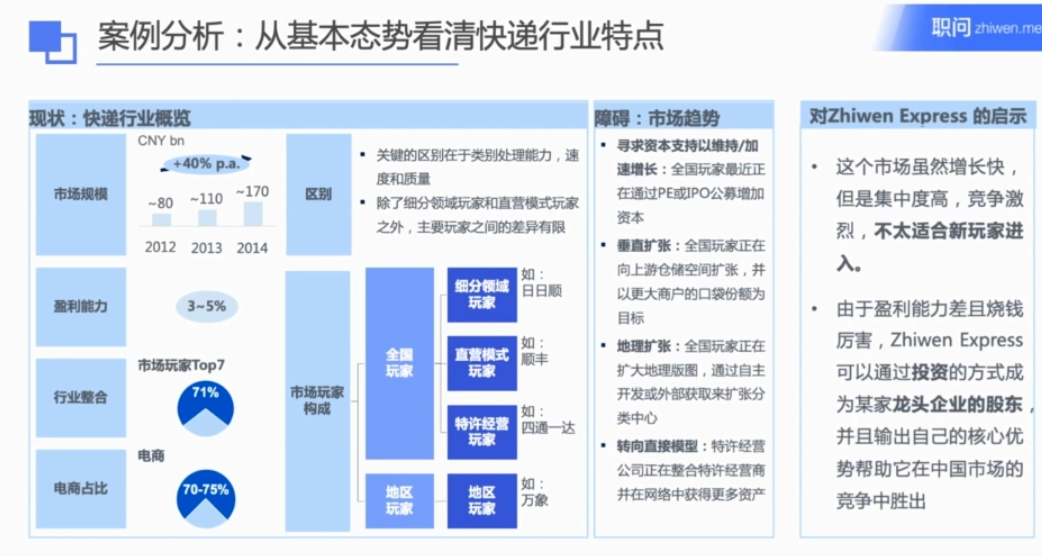 案例分析：从基本态势看清快递行业特点
职问 zhiwen.me
现状：快递行业概览
市场规模
CNY bn
+40% p.a.
~80
~110
~170
2012
2013
2014
区别
▪ 关键的区别在于类别处理能力，速
度和质量
▪ 除了细分领域玩家和直营模式玩家
之外，主要玩家之间的差异有限
盈利能力
3~5%
行业整合
市场玩家Top7
71%
电商占比
电商
70-75%
市场玩家
构成
全国
玩家
细分领域
玩家
如：
日日顺
直营模式
玩家
如：
顺丰
特许经营
玩家
如：
四通一达
地区
玩家
地区
玩家
如：
万象
障碍：市场趋势
▪ 寻求资本支持以维持/加
速增长：全国玩家最近正
在通过PE或IPO公募增加
资本
▪ 垂直扩张：全国玩家正在
向上游仓储空间扩张，并
以更大商户的口袋份额为
目标
▪ 地理扩张：全国玩家正在
扩大地理版图，通过自主
开发或外部获取来扩张分
类中心
▪ 转向直接模型：特许经营
公司正在整合特许经营商
并在网络中获得更多资产
对Zhiwen Express 的启示
• 这个市场虽然增长快，
但是集中度高，竞争激
烈，不太适合新玩家进
入。
• 由于盈利能力差且烧钱
厉害，Zhiwen Express
可以通过投资的方式成
为某家龙头企业的股东，
并且输出自己的核心优
势帮助它在中国市场的
竞争中胜出